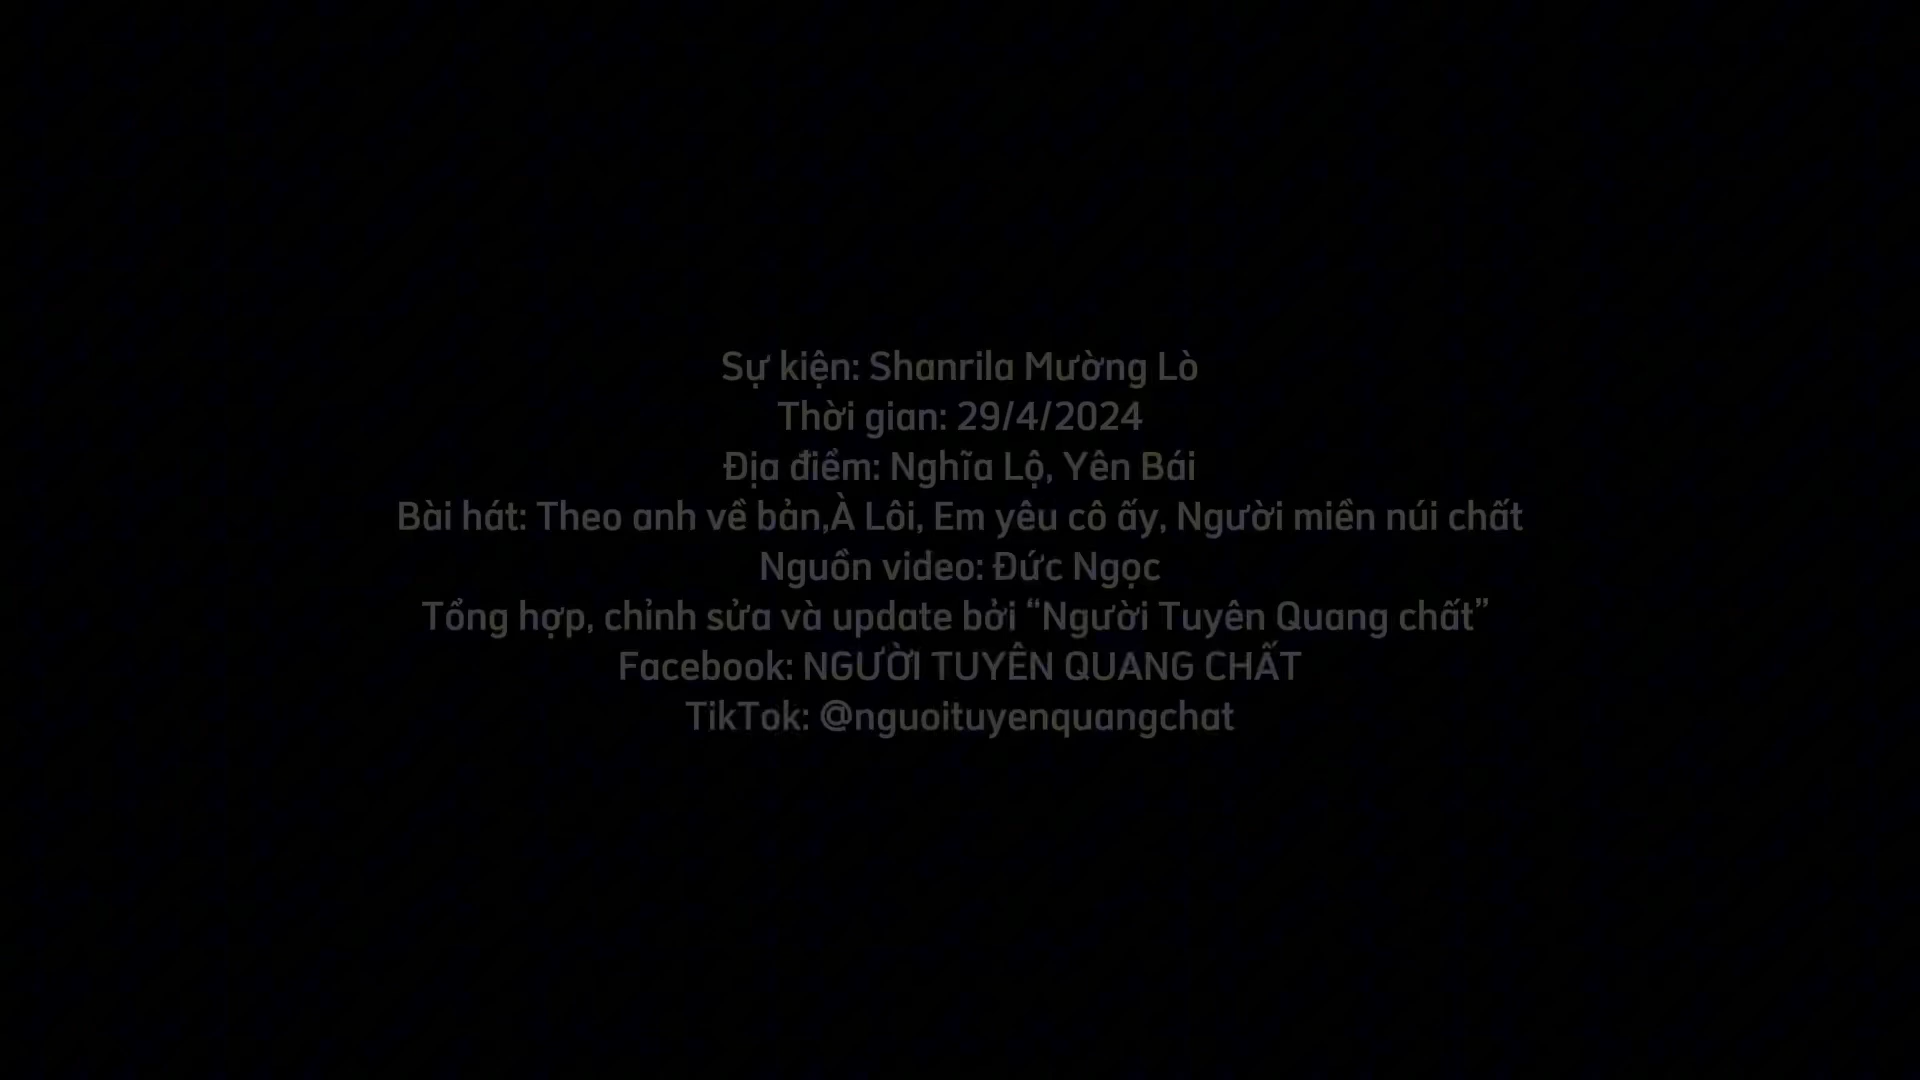 Sự kiện: Shanrila Mường Lò
Thời gian: 29/4/2024
Địa điểm: Nghĩa Lộ, Yên Bái
Bài hát: Theo anh về bản,À Lôi, Em yêu cô ấy, Người miền núi chất
Nguồn video: Đức Ngọc
Tổng hợp, chỉnh sửa và update bởi “Người Tuyên Quang chất”
Facebook: NGƯỜI TUYÊN QUANG CHẤT
TikTok: @nguoituyenquangchat